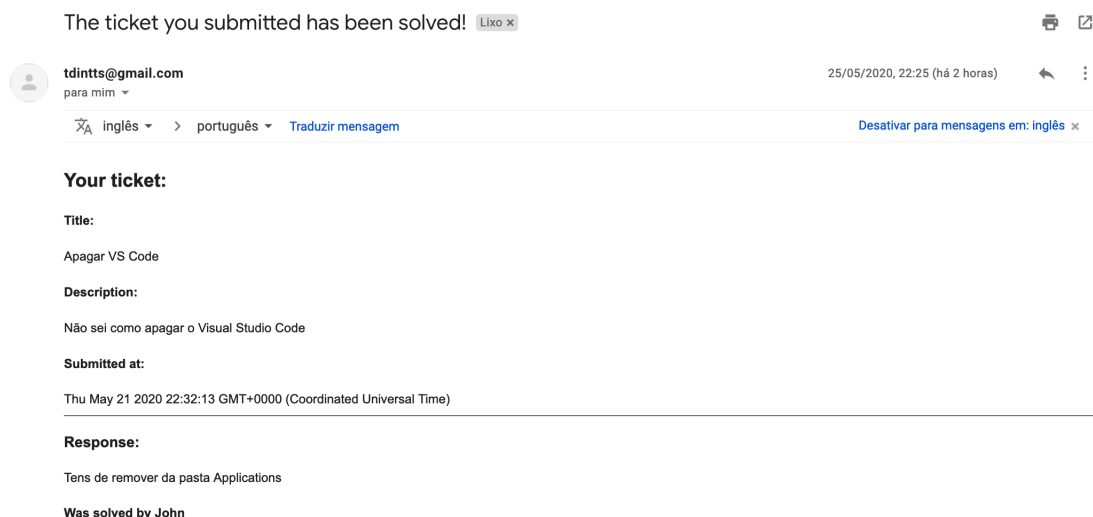 The ticket you submitted has been solved! Lixo ×
tdintts@gmail.com 25/05/2020, 22:25 (há 2 horas)
para mim
inglês > português Traduzir mensagem Desativar para mensagens em: inglês ×
Your ticket:
Title:
Apagar VS Code
Description:
Não sei como apagar o Visual Studio Code
Submitted at:
Thu May 21 2020 22:32:13 GMT+0000 (Coordinated Universal Time)
Response:
Tens de remover da pasta Applications
Was solved by John